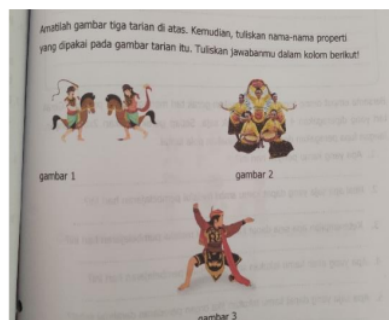 Amatilah gambar tiga tarian di atas. Kemudian, tuliskan nama-nama properti
yang dipakai pada gambar tarian itu. Tuliskan jawabanmu dalam kolom berikut!
gambar 1
gambar 2
gambar 3